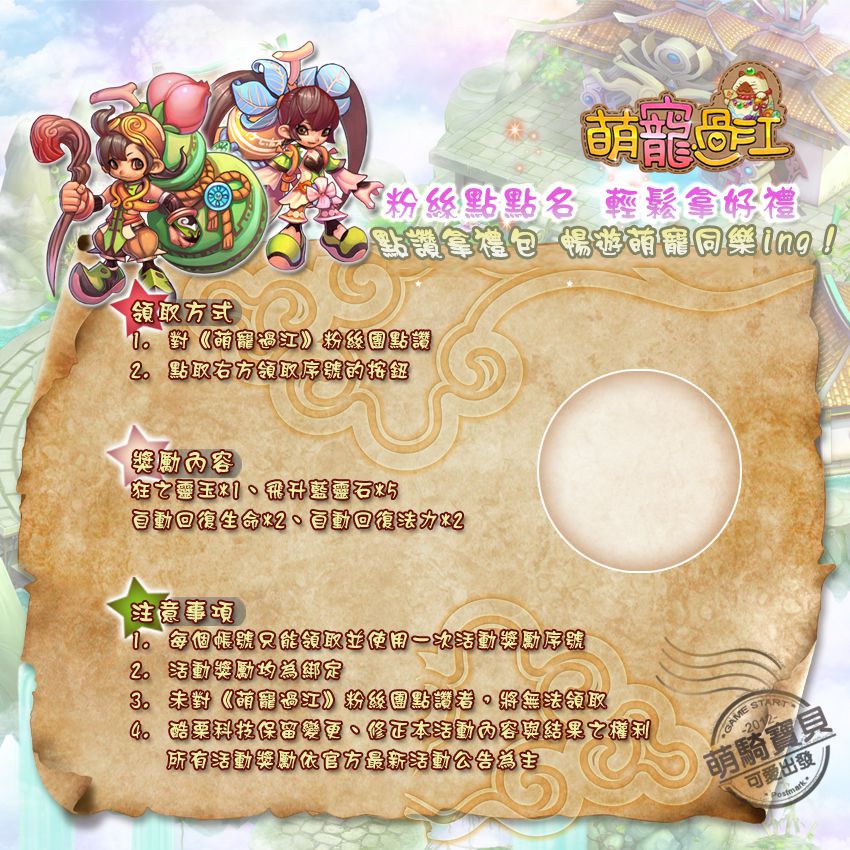 萌寵過江
粉絲點點名 輕鬆拿好禮
點讚拿禮包 暢遊萌寵同樂ing！
領取方式
1. 對《萌寵過江》粉絲團點讚
2. 點取右方領取序號的按鈕
獎勵內容
狂之靈玉*1、飛升藍靈石*5
自動回復生命*2、自動回復法力*2
注意事項
1. 每個帳號只能領取並使用一次活動獎勵序號
2. 活動獎勵均為綁定
3. 未對《萌寵過江》粉絲團點讚者，將無法領取
4. 酷栗科技保留變更、修正本活動內容與結果之權利
所有活動獎勵依官方最新活動公告為主
GAME START
-2012-
萌騎寶貝
可愛出發
Postmark